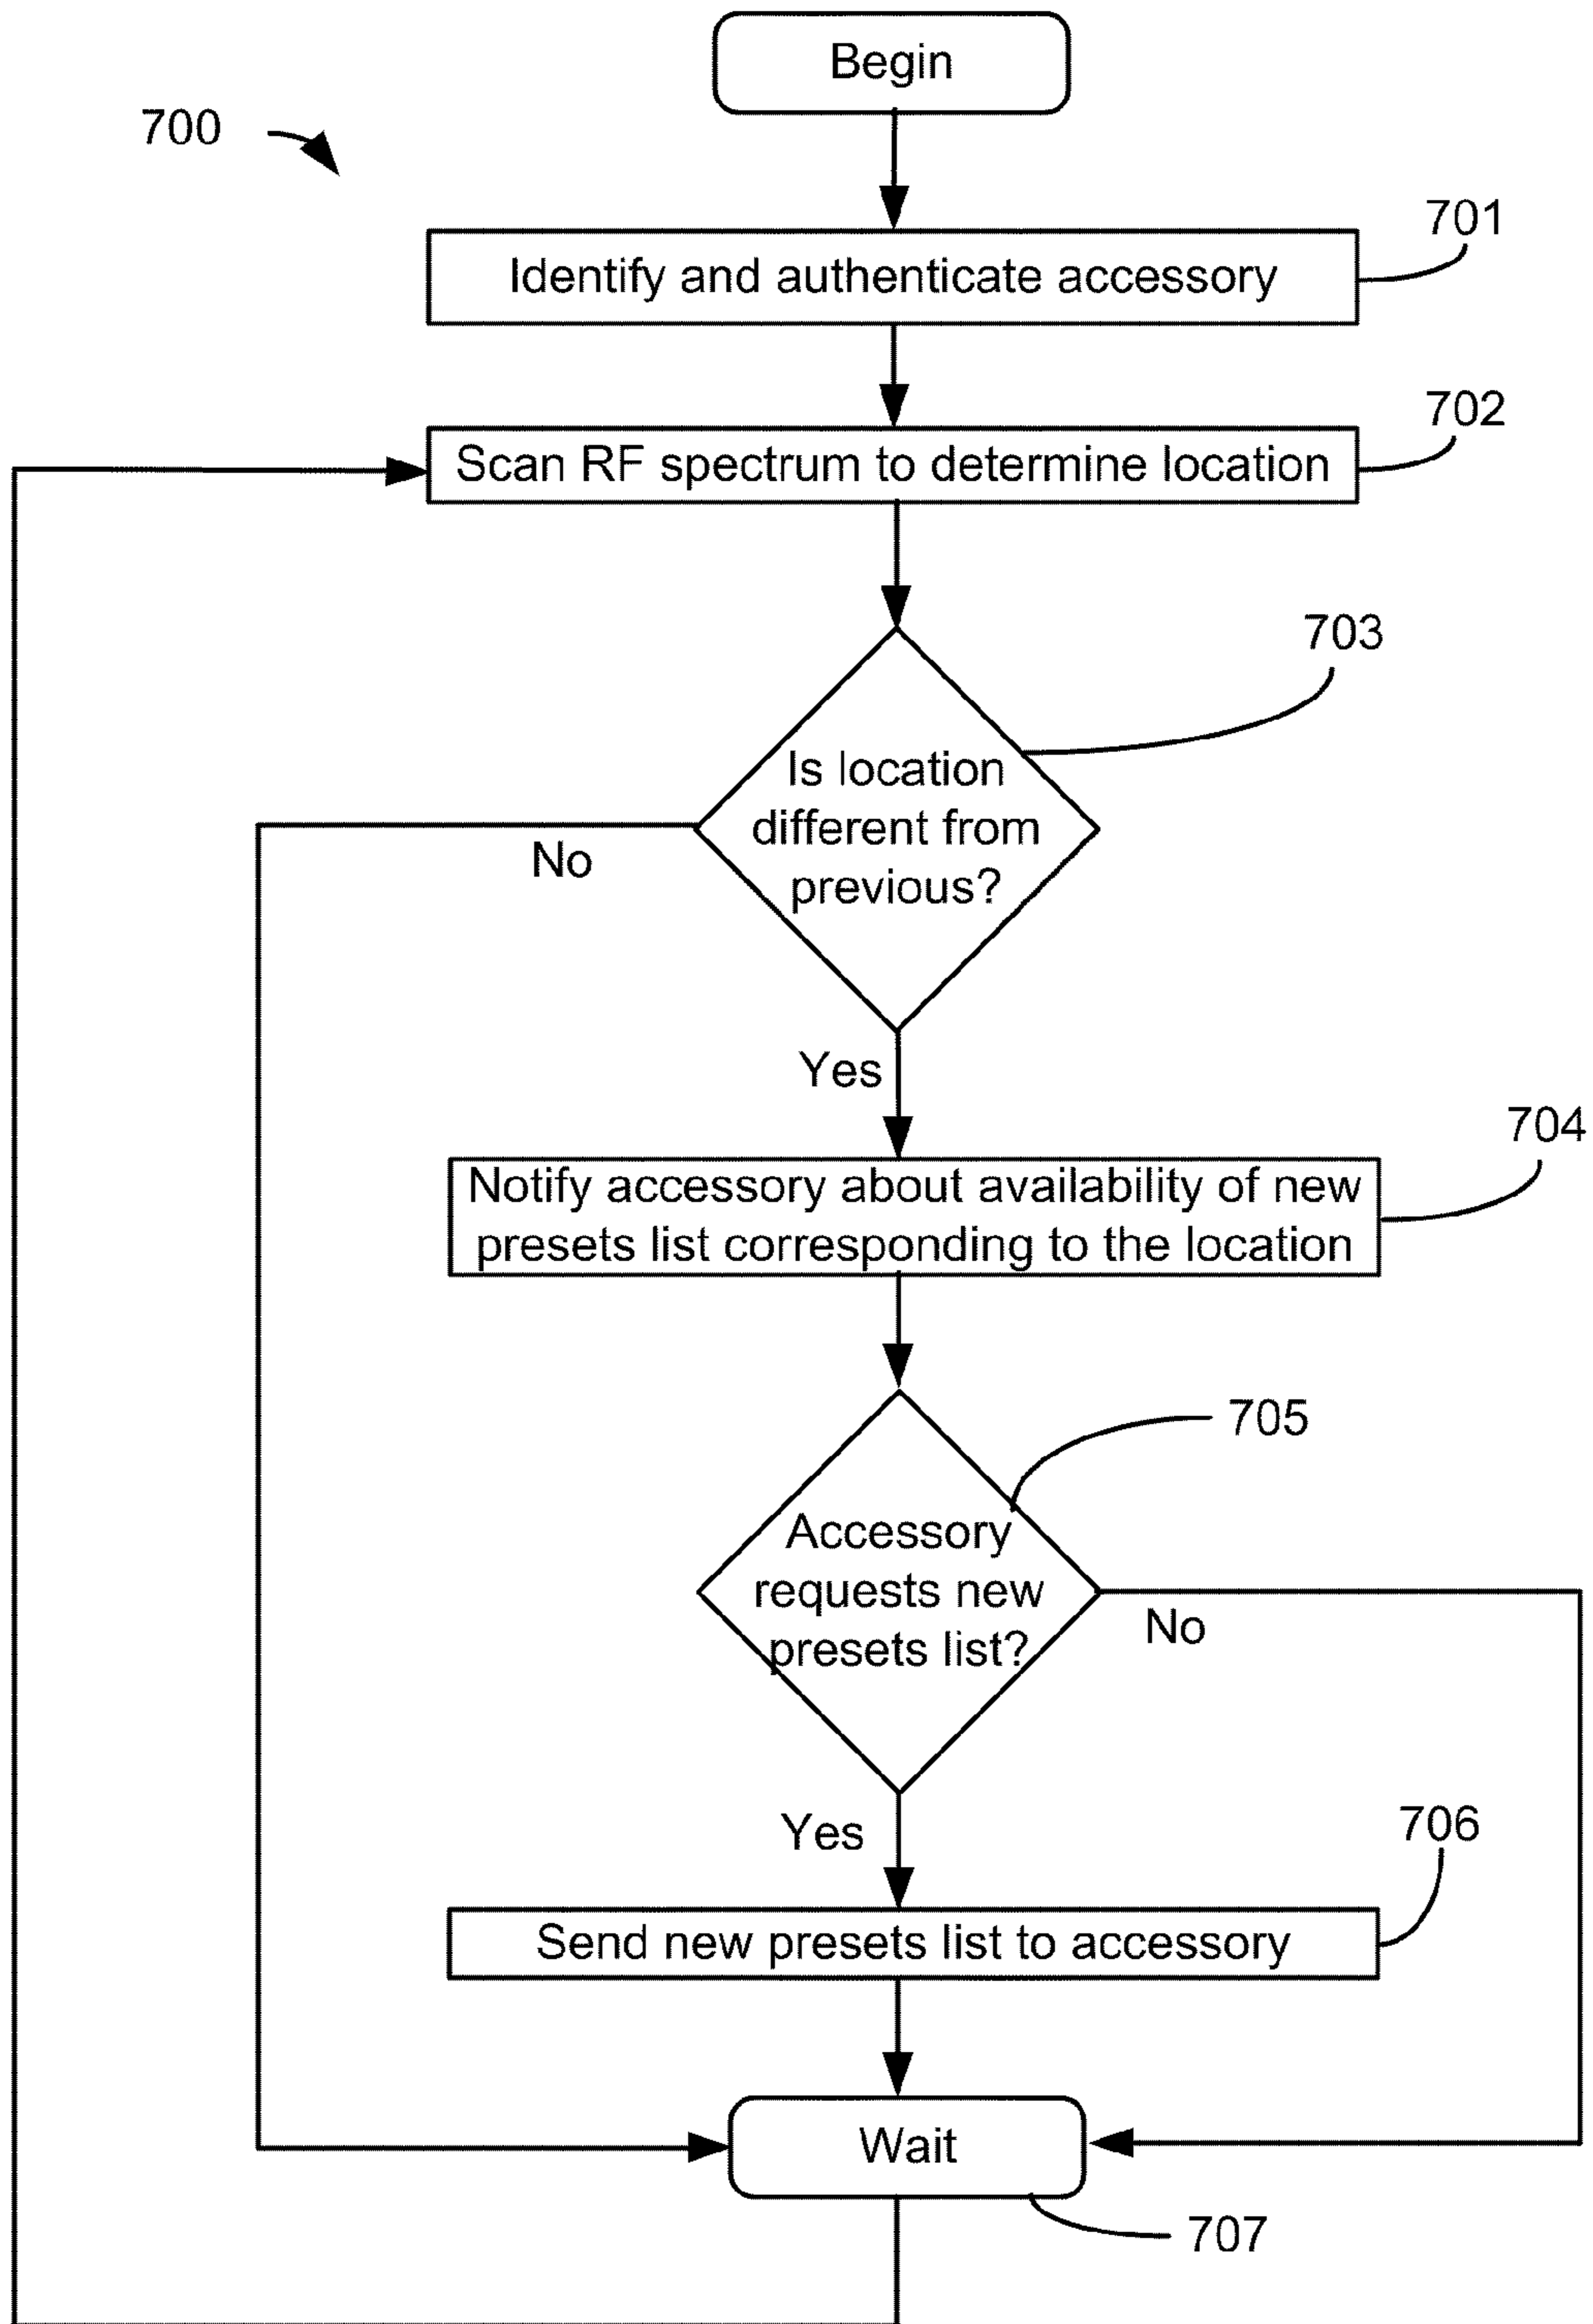 Begin
700
701
Identify and authenticate accessory
702
Scan RF spectrum to determine location
703
Is location
different from
previous?
No
Yes
704
Notify accessory about availability of new
presets list corresponding to the location
705
Accessory
requests new
presets list?
No
Yes
706
Send new presets list to accessory
Wait
707